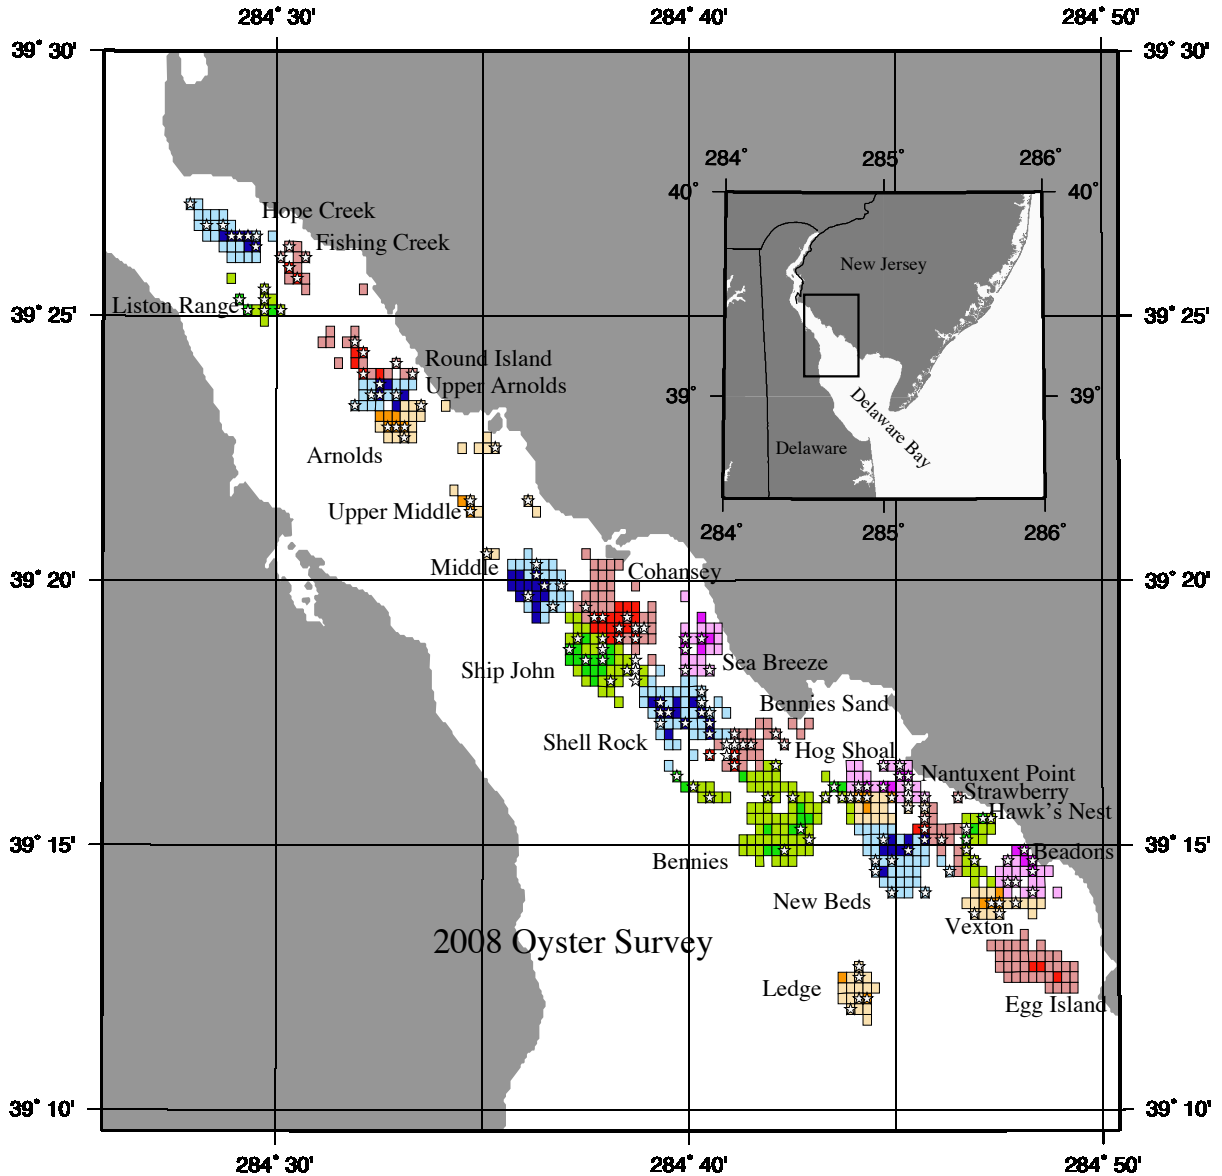 284° 30'
284° 40'
284° 50'
39° 30'
39° 30'
284°
285°
286°
40°
40°
Hope Creek
Fishing Creek
New Jersey
Liston Range
39° 25'
39° 25'
Round Island
Upper Arnolds
39°
39°
Delaware Bay
Delaware
Arnolds
284°
285°
286°
Upper Middle
Middle
Cohansey
39° 20'
39° 20'
Ship John
Sea Breeze
Bennies Sand
Shell Rock
Hog Shoal
Nantuxent Point
Strawberry
Hawk's Nest
39° 15'
39° 15'
Bennies
Beadons
New Beds
Vexton
2008 Oyster Survey
Ledge
Egg Island
39° 10'
39° 10'
284° 30'
284° 40'
284° 50'